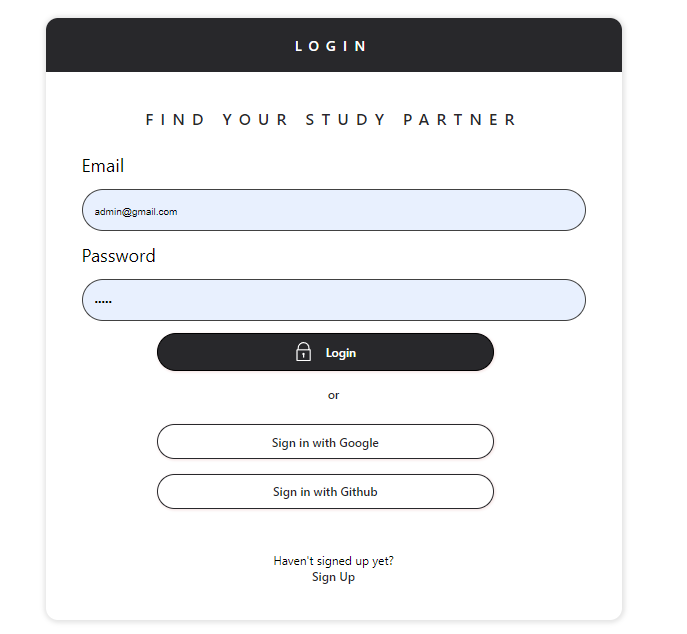 LOGIN
FIND YOUR STUDY PARTNER
Email
admin@gmail.com
Password
•••••
Login
or
Sign in with Google
Sign in with Github
Haven't signed up yet?
Sign Up